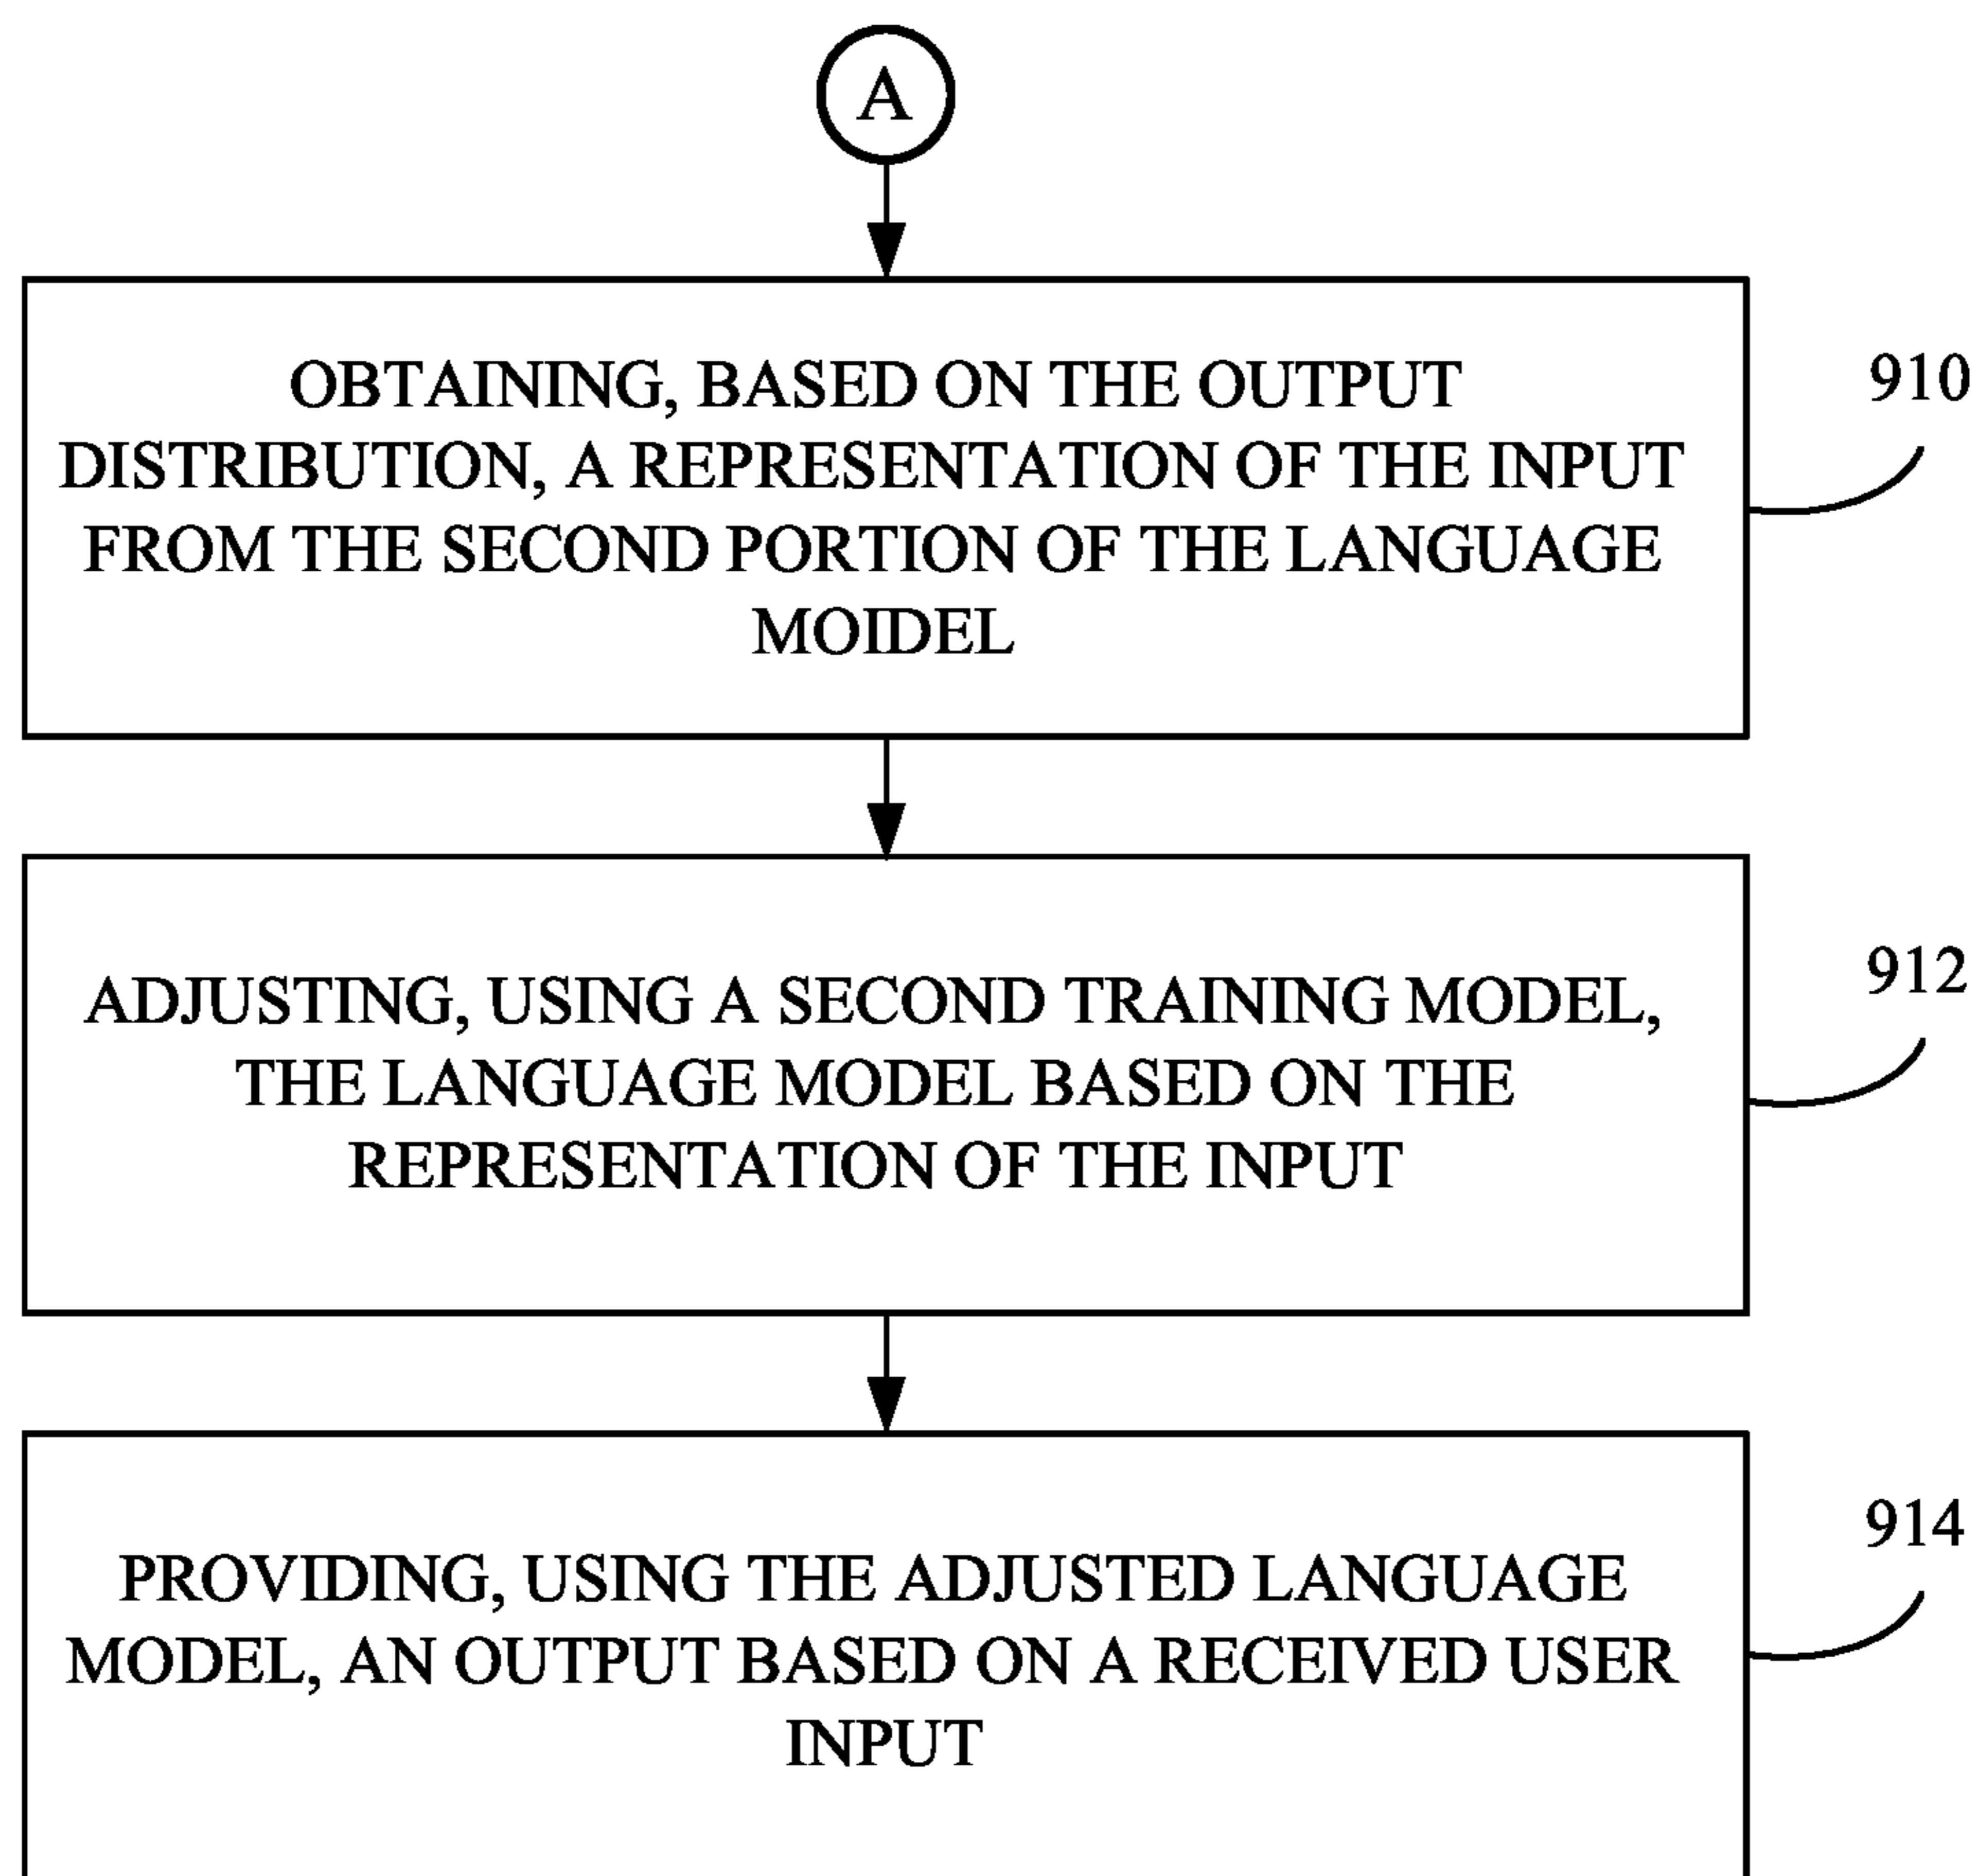 A
OBTAINING, BASED ON THE OUTPUT
DISTRIBUTION, A REPRESENTATION OF THE INPUT
FROM THE SECOND PORTION OF THE LANGUAGE
MOIDEL
910
ADJUSTING, USING A SECOND TRAINING MODEL,
THE LANGUAGE MODEL BASED ON THE
REPRESENTATION OF THE INPUT
912
PROVIDING, USING THE ADJUSTED LANGUAGE
MODEL, AN OUTPUT BASED ON A RECEIVED USER
INPUT
914